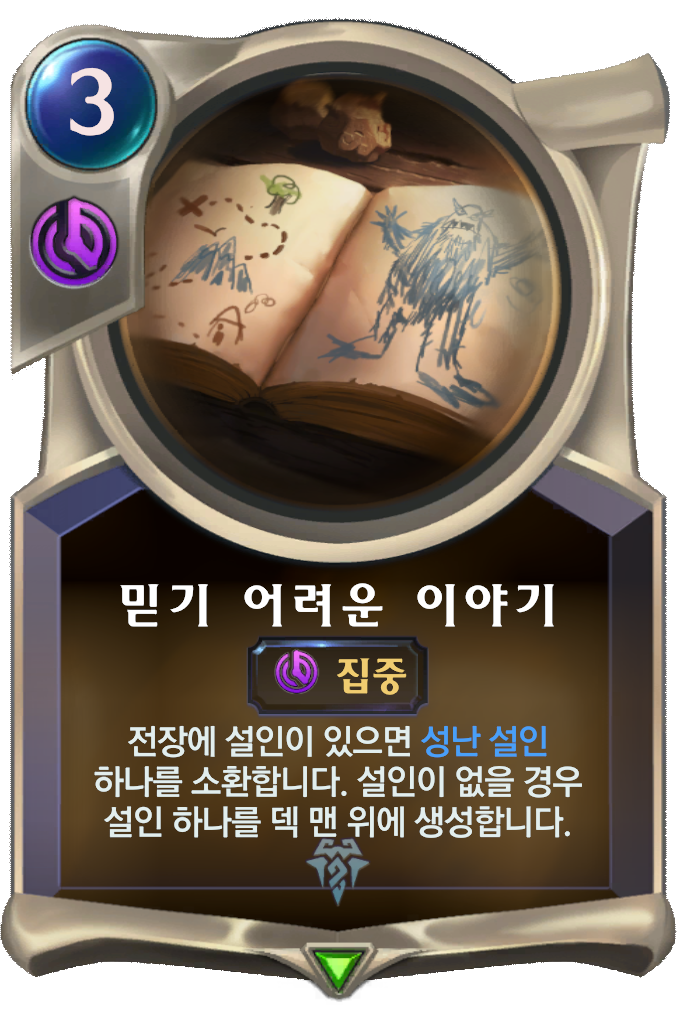 3
믿기 어려운 이야기
집중
전장에 설인이 있으면 성난 설인
하나를 소환합니다. 설인이 없을 경우
설인 하나를 덱 맨 위에 생성합니다.